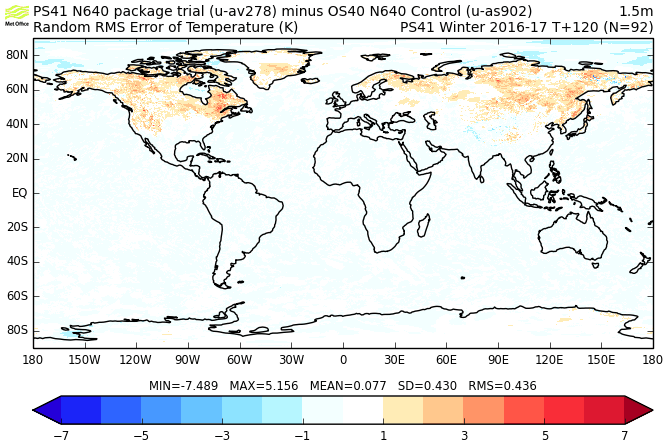 PS41 N640 package trial (u-av278) minus OS40 N640 Control (u-as902) 1.5m
Met Office
Random RMS Error of Temperature (K) PS41 Winter 2016-17 T+120 (N=92)
80N
60N
40N
20N
EQ
20S
40S
60S
80S
180 150W 120W 90W 60W 30W 0 30E 60E 90E 120E 150E 180
MIN=-7.489 MAX=5.156 MEAN=0.077 SD=0.430 RMS=0.436
−7 −5 −3 −1 1 3 5 7